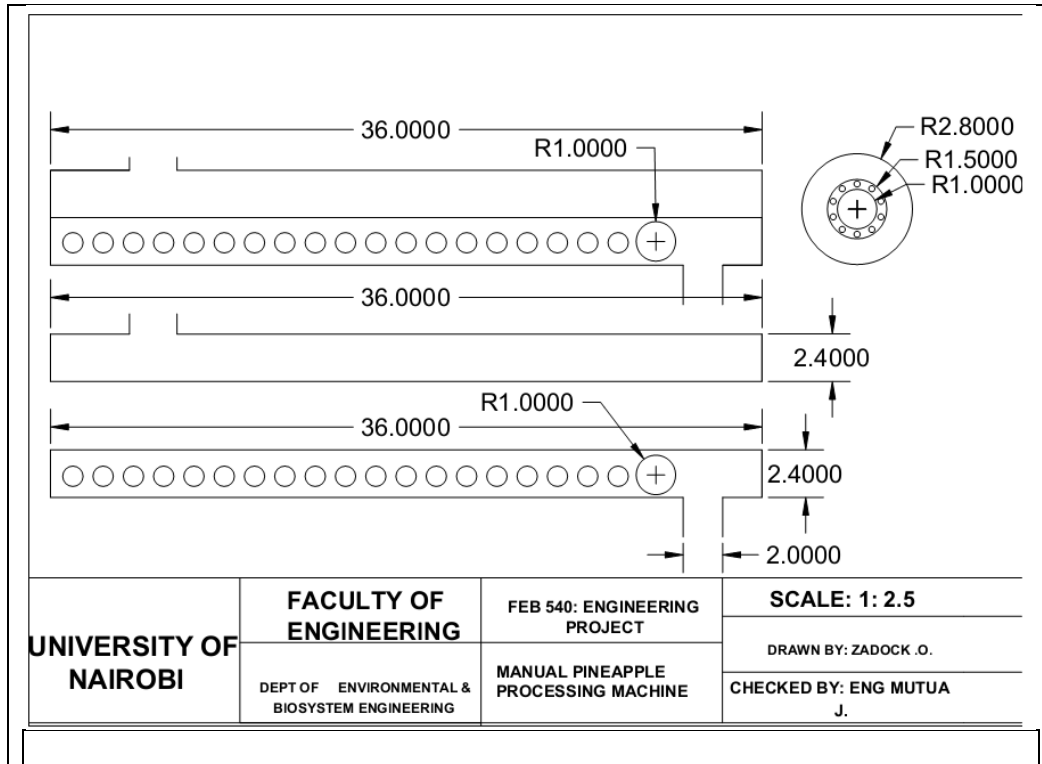 36.0000
R1.0000
R2.8000
R1.5000
R1.0000
36.0000
2.4000
R1.0000
36.0000
2.4000
2.0000
UNIVERSITY OF
NAIROBI
FACULTY OF
ENGINEERING
DEPT OF ENVIRONMENTAL &
BIOSYSTEM ENGINEERING
FEB 540: ENGINEERING
PROJECT
MANUAL PINEAPPLE
PROCESSING MACHINE
SCALE: 1: 2.5
DRAWN BY: ZADOCK .O.
CHECKED BY: ENG MUTUA
J.